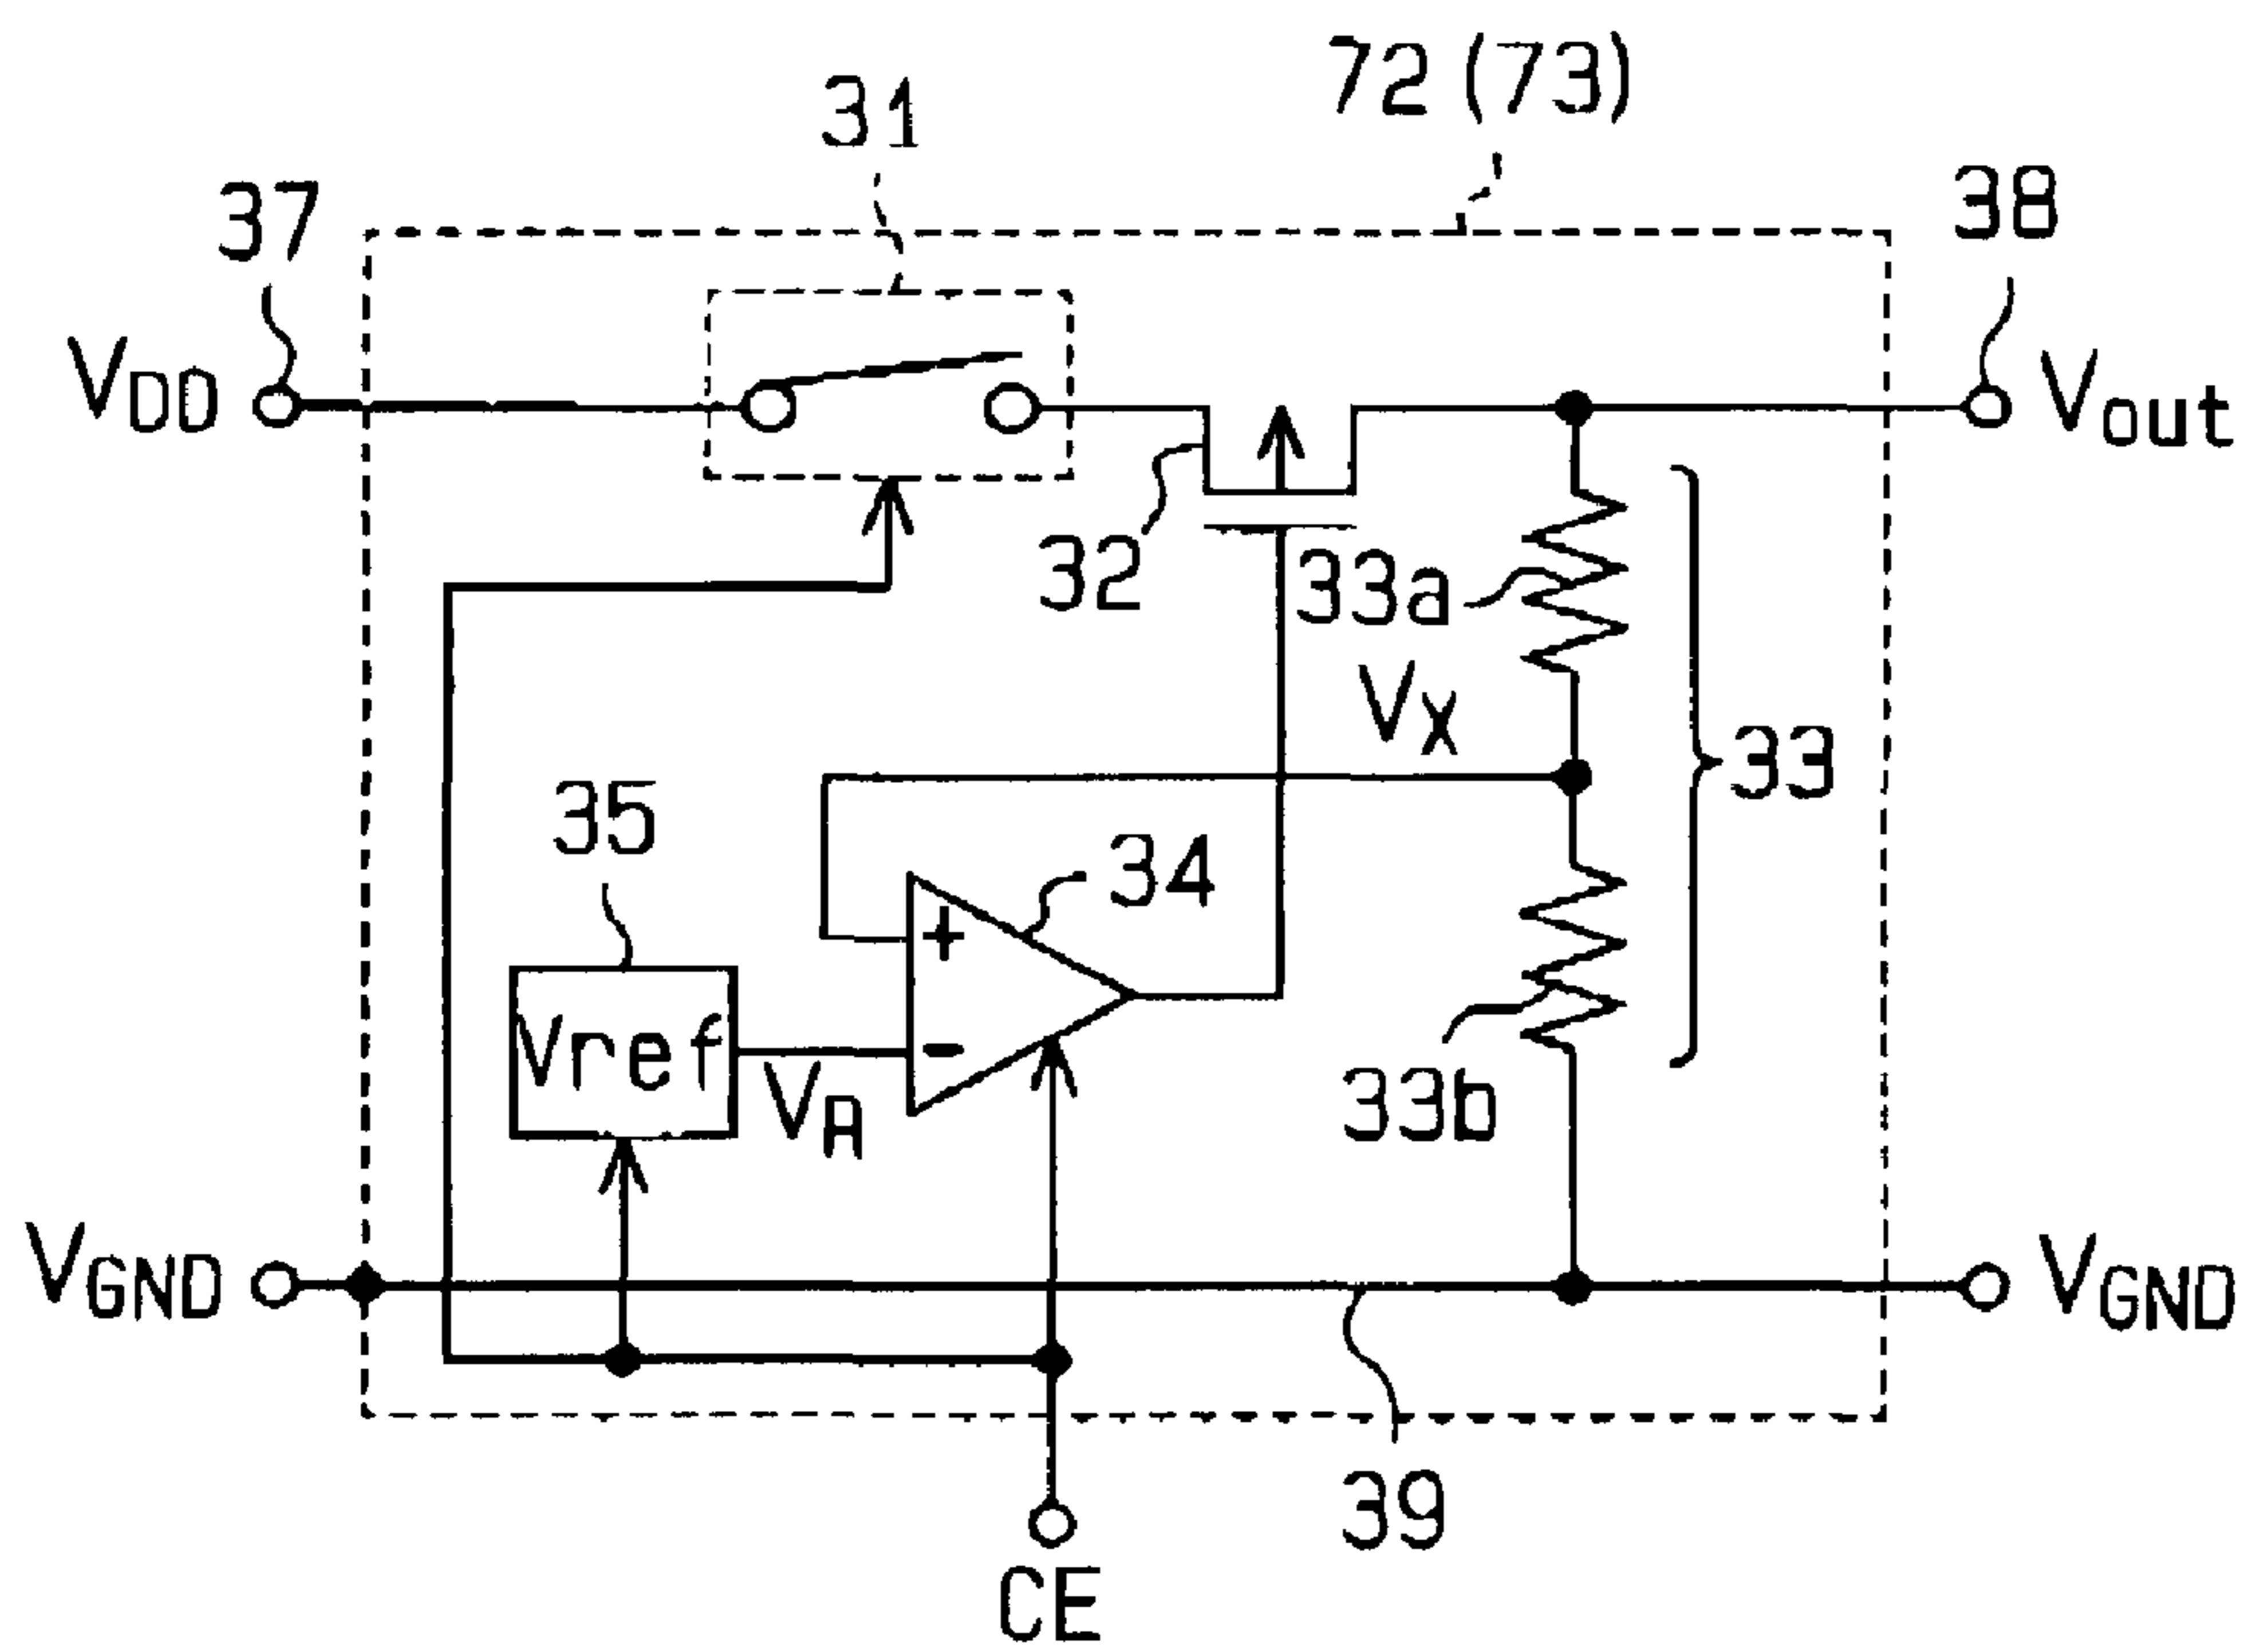 72 (73)
31
37
38
VDD
Vout
32
33a
VX
33
35
34
+
Vref
-
VA
33b
VGND
VGND
39
CE